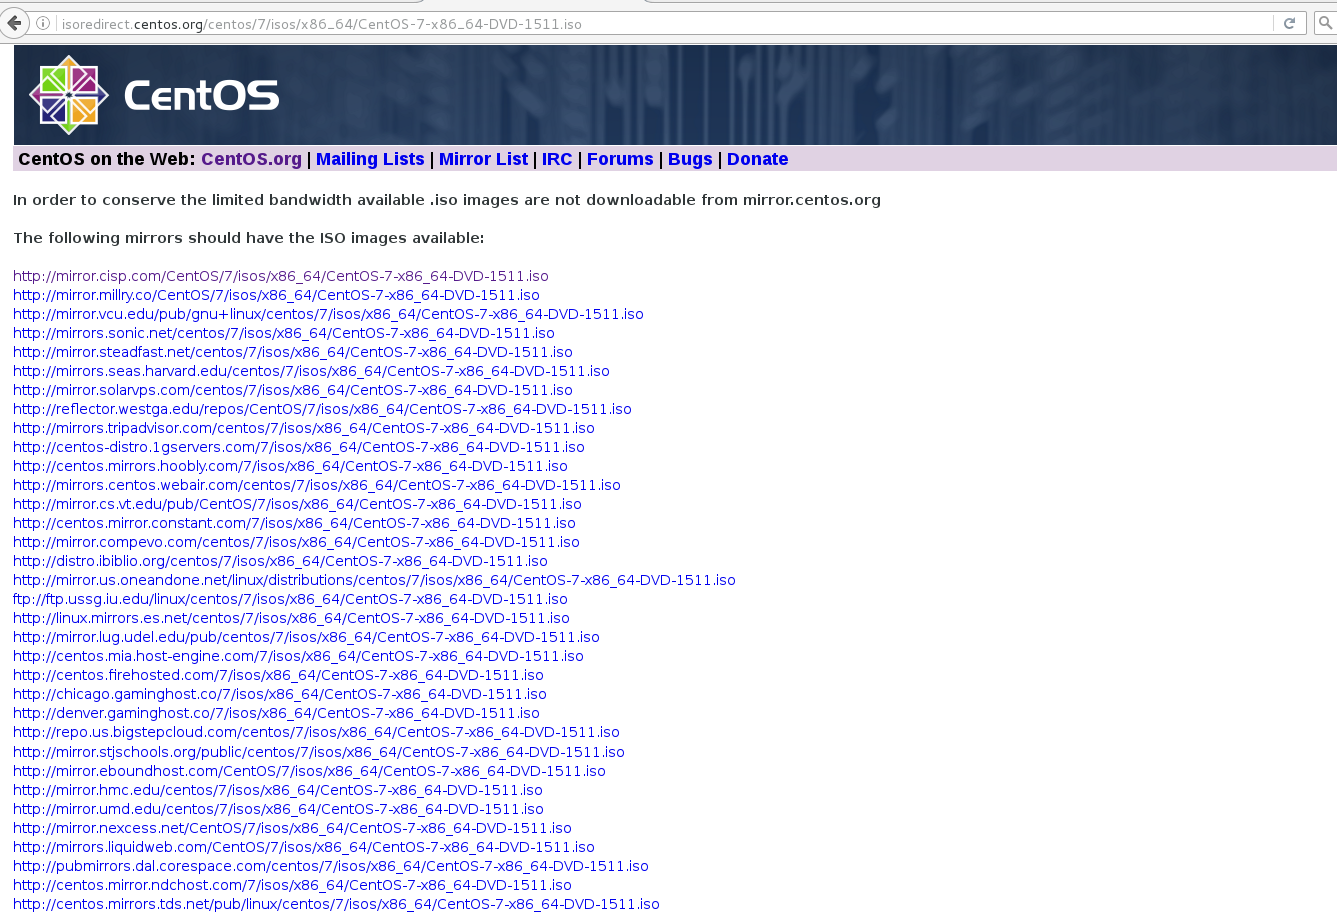 isoredirect.centos.org/centos/7/isos/x86_64/CentOS-7-x86_64-DVD-1511.iso
CentOS
CentOS on the Web: CentOS.org | Mailing Lists | Mirror List | IRC | Forums | Bugs | Donate
In order to conserve the limited bandwidth available .iso images are not downloadable from mirror.centos.org
The following mirrors should have the ISO images available:
http://mirror.cisp.com/CentOS/7/isos/x86_64/CentOS-7-x86_64-DVD-1511.iso
http://mirror.millry.co/CentOS/7/isos/x86_64/CentOS-7-x86_64-DVD-1511.iso
http://mirror.vcu.edu/pub/gnu+linux/centos/7/isos/x86_64/CentOS-7-x86_64-DVD-1511.iso
http://mirrors.sonic.net/centos/7/isos/x86_64/CentOS-7-x86_64-DVD-1511.iso
http://mirror.steadfast.net/centos/7/isos/x86_64/CentOS-7-x86_64-DVD-1511.iso
http://mirrors.seas.harvard.edu/centos/7/isos/x86_64/CentOS-7-x86_64-DVD-1511.iso
http://mirror.solarvps.com/centos/7/isos/x86_64/CentOS-7-x86_64-DVD-1511.iso
http://reflector.westga.edu/repos/CentOS/7/isos/x86_64/CentOS-7-x86_64-DVD-1511.iso
http://mirrors.tripadvisor.com/centos/7/isos/x86_64/CentOS-7-x86_64-DVD-1511.iso
http://centos-distro.1gservers.com/7/isos/x86_64/CentOS-7-x86_64-DVD-1511.iso
http://centos.mirrors.hoobly.com/7/isos/x86_64/CentOS-7-x86_64-DVD-1511.iso
http://mirrors.centos.webair.com/centos/7/isos/x86_64/CentOS-7-x86_64-DVD-1511.iso
http://mirror.cs.vt.edu/pub/CentOS/7/isos/x86_64/CentOS-7-x86_64-DVD-1511.iso
http://centos.mirror.constant.com/7/isos/x86_64/CentOS-7-x86_64-DVD-1511.iso
http://mirror.compevo.com/centos/7/isos/x86_64/CentOS-7-x86_64-DVD-1511.iso
http://distro.ibiblio.org/centos/7/isos/x86_64/CentOS-7-x86_64-DVD-1511.iso
http://mirror.us.oneandone.net/linux/distributions/centos/7/isos/x86_64/CentOS-7-x86_64-DVD-1511.iso
ftp://ftp.ussg.iu.edu/linux/centos/7/isos/x86_64/CentOS-7-x86_64-DVD-1511.iso
http://linux.mirrors.es.net/centos/7/isos/x86_64/CentOS-7-x86_64-DVD-1511.iso
http://mirror.lug.udel.edu/pub/centos/7/isos/x86_64/CentOS-7-x86_64-DVD-1511.iso
http://centos.mia.host-engine.com/7/isos/x86_64/CentOS-7-x86_64-DVD-1511.iso
http://centos.firehosted.com/7/isos/x86_64/CentOS-7-x86_64-DVD-1511.iso
http://chicago.gaminghost.co/7/isos/x86_64/CentOS-7-x86_64-DVD-1511.iso
http://denver.gaminghost.co/7/isos/x86_64/CentOS-7-x86_64-DVD-1511.iso
http://repo.us.bigstepcloud.com/centos/7/isos/x86_64/CentOS-7-x86_64-DVD-1511.iso
http://mirror.stjschools.org/public/centos/7/isos/x86_64/CentOS-7-x86_64-DVD-1511.iso
http://mirror.eboundhost.com/CentOS/7/isos/x86_64/CentOS-7-x86_64-DVD-1511.iso
http://mirror.hmc.edu/centos/7/isos/x86_64/CentOS-7-x86_64-DVD-1511.iso
http://mirror.umd.edu/centos/7/isos/x86_64/CentOS-7-x86_64-DVD-1511.iso
http://mirror.nexcess.net/CentOS/7/isos/x86_64/CentOS-7-x86_64-DVD-1511.iso
http://mirrors.liquidweb.com/CentOS/7/isos/x86_64/CentOS-7-x86_64-DVD-1511.iso
http://pubmirrors.dal.corespace.com/centos/7/isos/x86_64/CentOS-7-x86_64-DVD-1511.iso
http://centos.mirror.ndchost.com/7/isos/x86_64/CentOS-7-x86_64-DVD-1511.iso
http://centos.mirrors.tds.net/pub/linux/centos/7/isos/x86_64/CentOS-7-x86_64-DVD-1511.iso